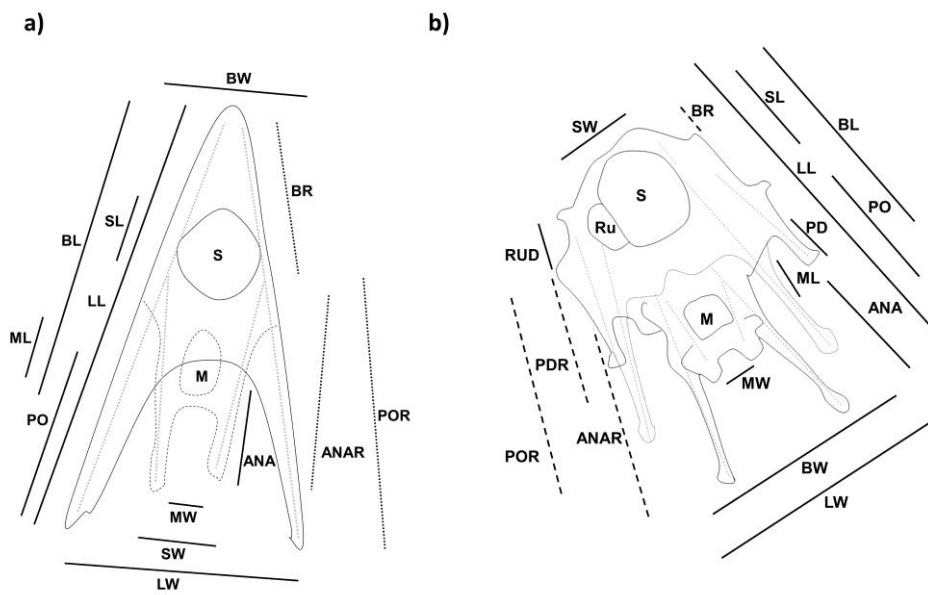 a)
BW
BR
SL
BL
S
LL
ML
M
PO
POR
ANA
ANAR
MW
SW
LW
b)
SL
BR
BL
SW
LL
S
PO
Ru
PD
RUD
ML
ANA
M
PDR
MW
ANAR
POR
BW
LW